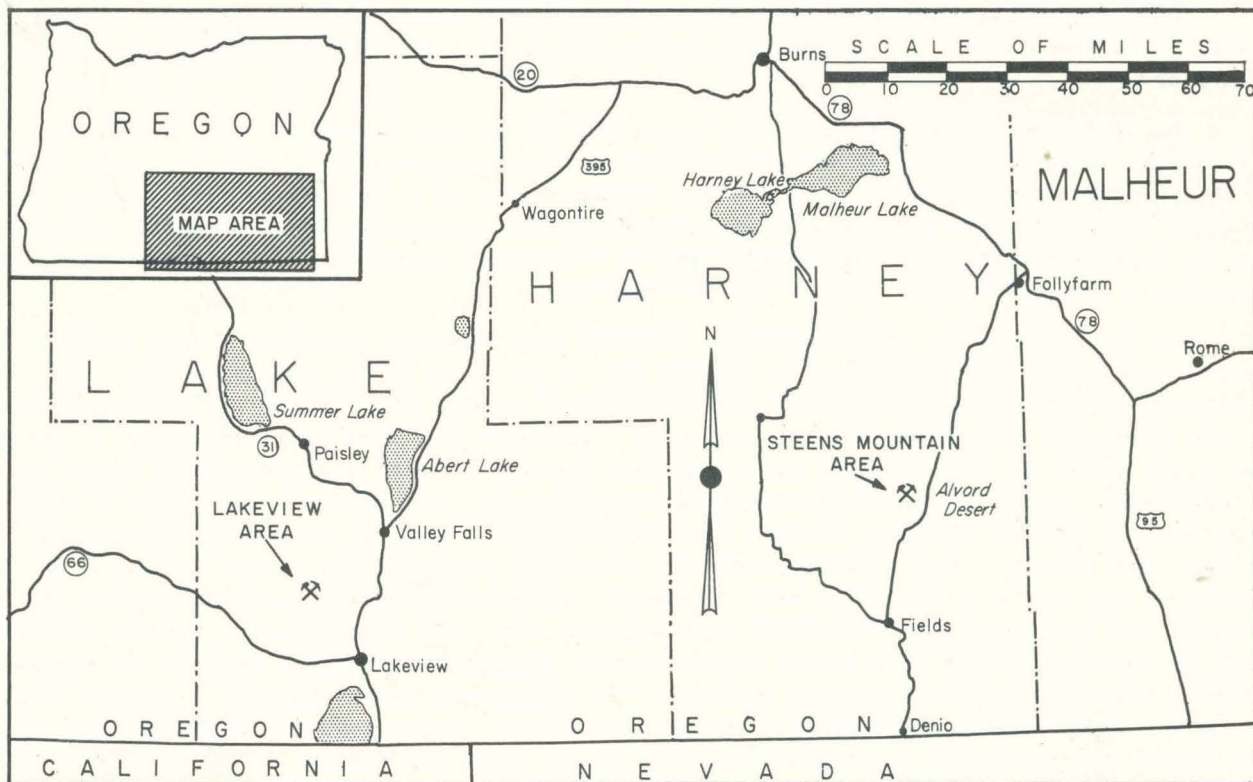 OREGON
MAP AREA
Burns
SCALE OF MILES
0 10 20 30 40 50 60 70
20
78
395
Harney Lake
Malheur Lake
MALHEUR
Wagontire
HARNEY
Follyfarm
78
Rome
LAKE
Summer Lake
31
Paisley
Abert Lake
N
STEENS MOUNTAIN
AREA
Alvord
Desert
LAKEVIEW
AREA
Valley Falls
95
66
Fields
Lakeview
OREGON
OREGON
Denio
CALIFORNIA
NEVADA